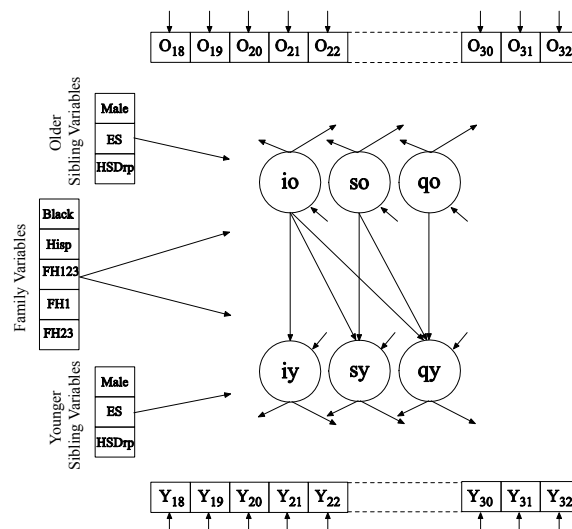 O18 O19 O20 O21 O22 O30 O31 O32
Older
Sibling Variables
Male
ES
HSDrp
io so qo
Family Variables
Black
Hisp
FH123
FH1
FH23
iy sy qy
Younger
Sibling Variables
Male
ES
HSDrp
Y18 Y19 Y20 Y21 Y22 Y30 Y31 Y32